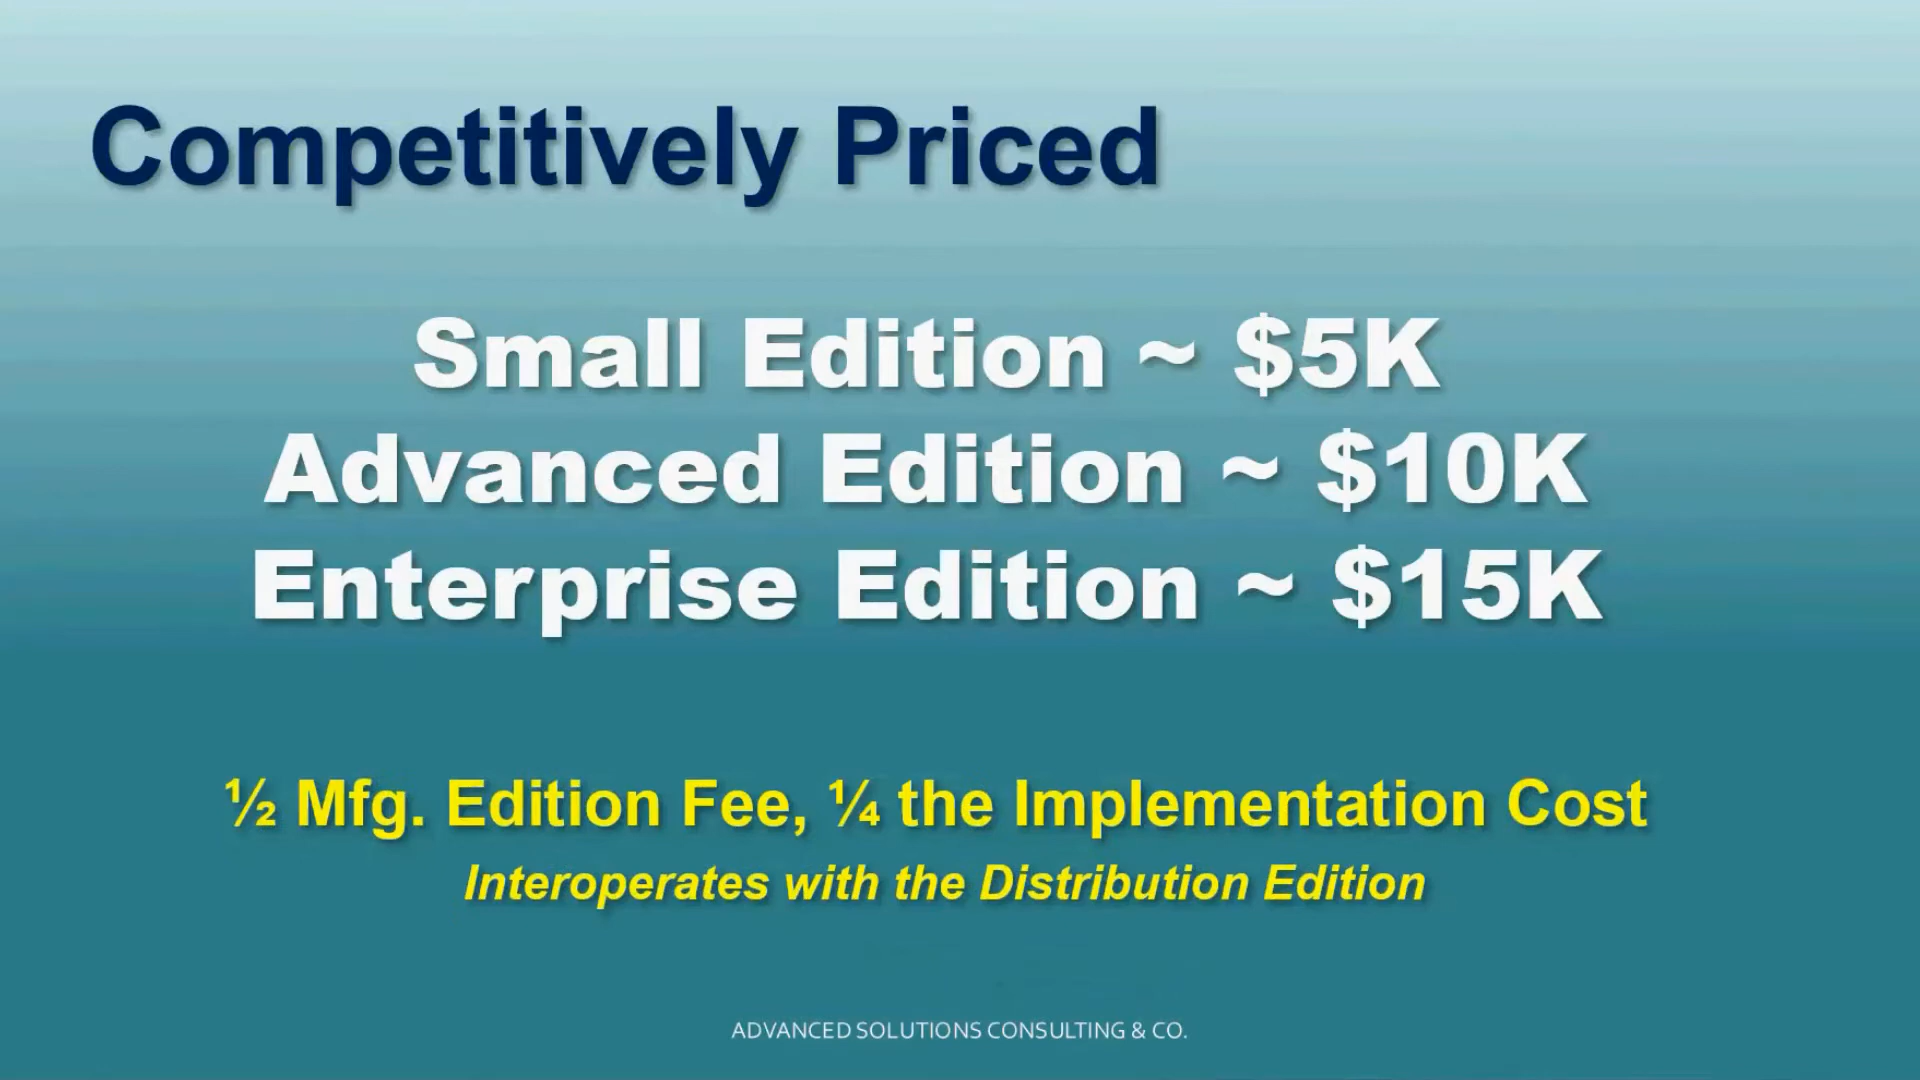 Competitively Priced
Small Edition ~ $5K
Advanced Edition ~ $10K
Enterprise Edition ~ $15K
½ Mfg. Edition Fee, ¼ the Implementation Cost
Interoperates with the Distribution Edition
ADVANCED SOLUTIONS CONSULTING & CO.